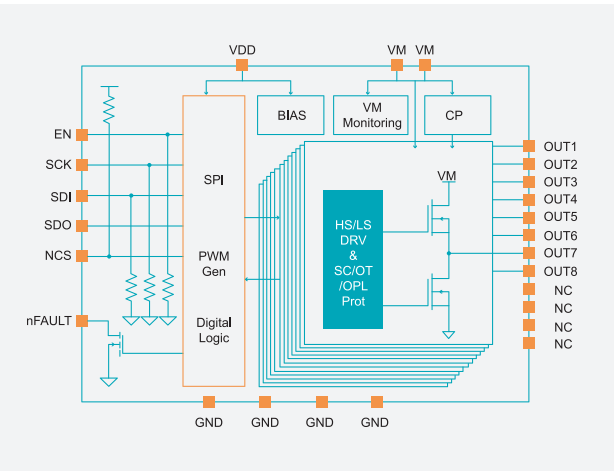 VDD
VM VM
BIAS
VM
Monitoring
CP
EN
SCK
SDI
SDO
NCS
nFAULT
SPI
PWM
Gen
Digital
Logic
VM
HS/LS
DRV
&
SC/OT
/OPL
Prot
OUT1
OUT2
OUT3
OUT4
OUT5
OUT6
OUT7
OUT8
NC
NC
NC
NC
GND GND GND GND